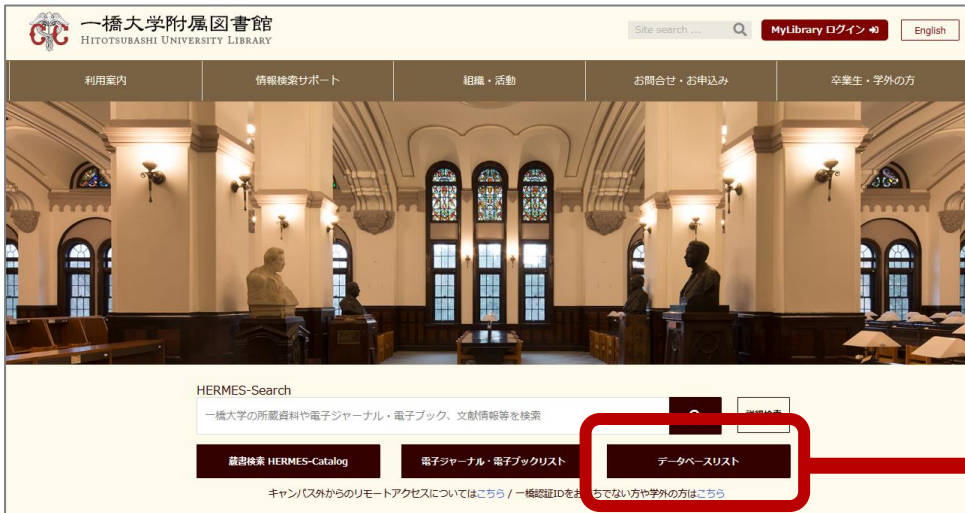 一橋大学附属図書館
HITOTSUBASHI UNIVERSITY LIBRARY
Site search ...
MyLibrary ログイン
English
利用案内
情報検索サポート
組織・活動
お問合せ・お申込み
卒業生・学外の方
HERMES-Search
一橋大学の所蔵資料や電子ジャーナル・電子ブック、文献情報等を検索
蔵書検索 HERMES-Catalog
電子ジャーナル・電子ブックリスト
データベースリスト
キャンパス外からのリモートアクセスについてはこちら / 一橋認証IDをお ちでない方や学外の方はこちら